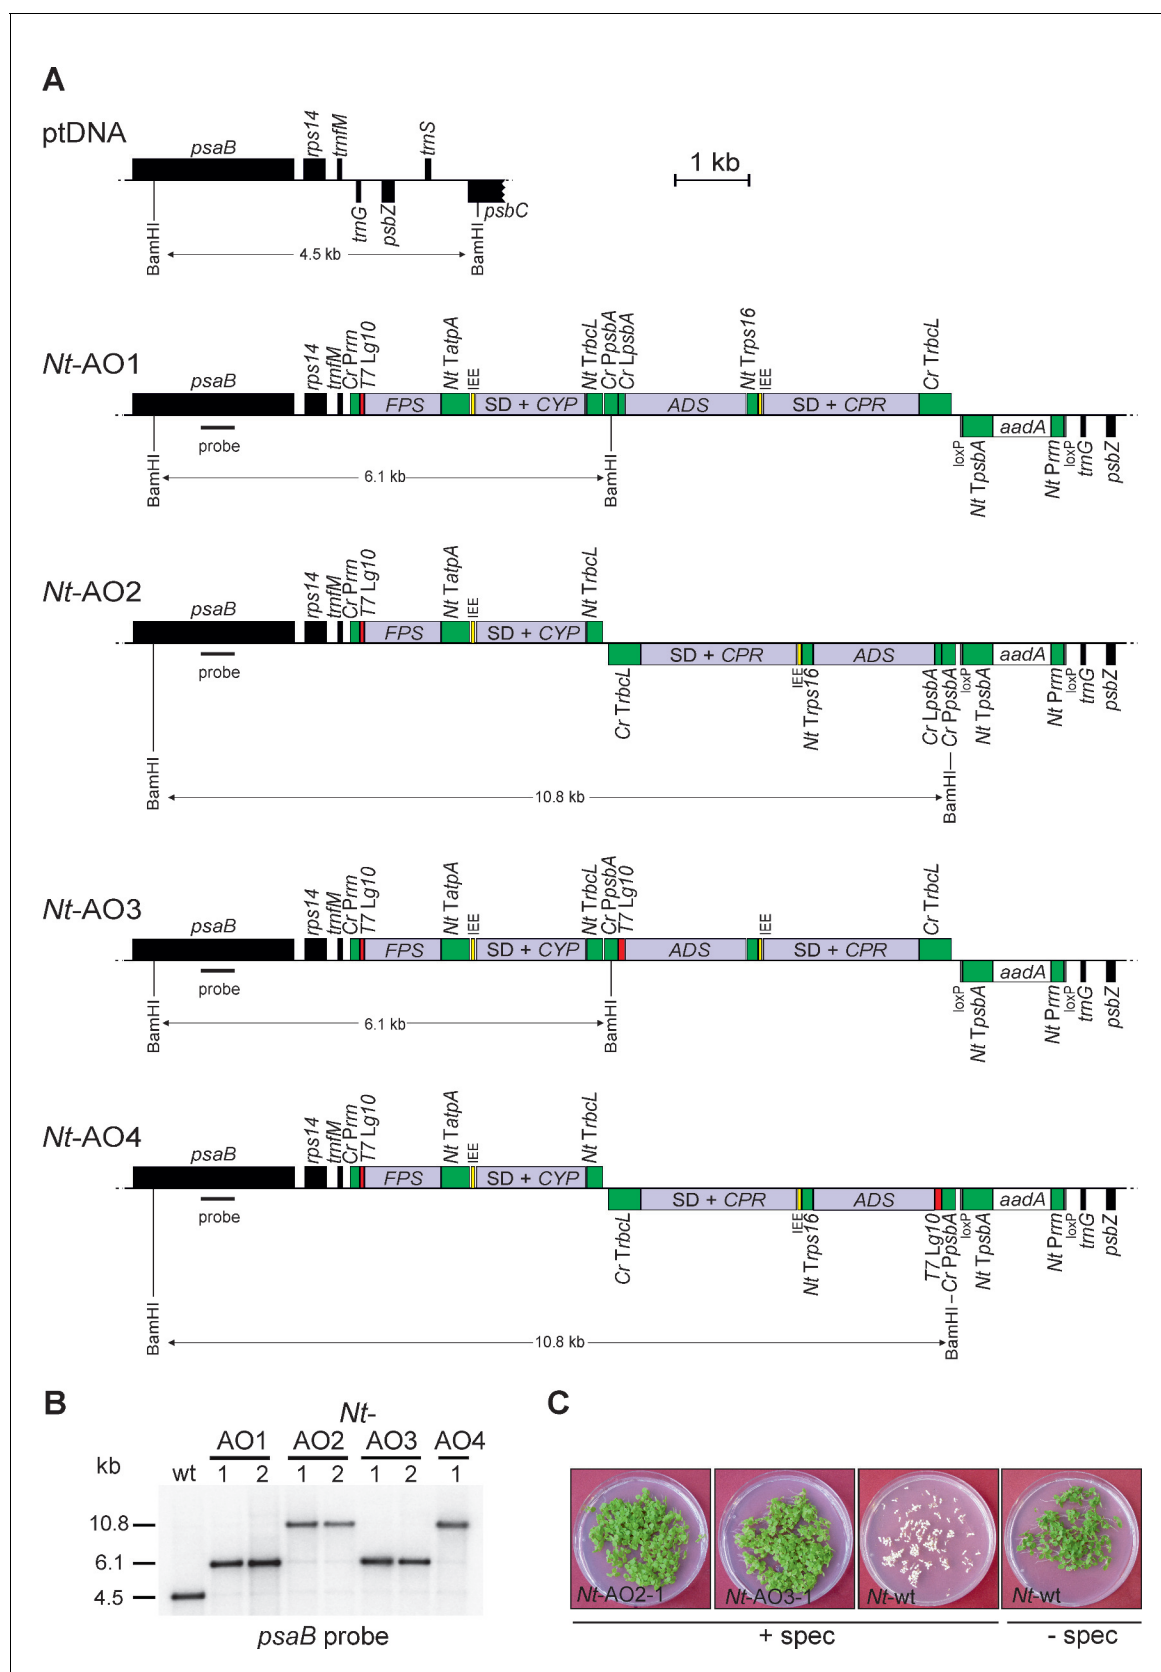 A
ptDNA
psaB
rps14
trnfM
trnS
trnG
psbZ
psbC
BamHI
BamHI
4.5 kb
1 kb
Nt-AO1
psaB
rps14
trnfM
Cr Prrn
T7 Lg10
Nt TatpA
IEE
Nt TrbcL
Cr PpsbA
Cr LpsbA
Nt Trps16
IEE
Cr TrbcL
FPS
SD + CYP
ADS
SD + CPR
aadA
probe
BamHI
6.1 kb
BamHI
loxP
Nt TpsbA
Nt Prrn
loxP
trnG
psbZ
Nt-AO2
psaB
rps14
trnfM
Cr Prrn
T7 Lg10
Nt TatpA
IEE
Nt TrbcL
FPS
SD + CYP
SD + CPR
ADS
aadA
probe
Cr TrbcL
IEE
Nt Trps16
Cr LpsbA
Cr PpsbA
loxP
Nt TpsbA
Nt Prrn
loxP
trnG
psbZ
BamHI
10.8 kb
BamHI
Nt-AO3
psaB
rps14
trnfM
Cr Prrn
T7 Lg10
Nt TatpA
IEE
Nt TrbcL
Cr PpsbA
T7 Lg10
IEE
Cr TrbcL
FPS
SD + CYP
ADS
SD + CPR
aadA
probe
BamHI
6.1 kb
BamHI
loxP
Nt TpsbA
Nt Prrn
loxP
trnG
psbZ
Nt-AO4
psaB
rps14
trnfM
Cr Prrn
T7 Lg10
Nt TatpA
IEE
Nt TrbcL
FPS
SD + CYP
SD + CPR
ADS
aadA
probe
Cr TrbcL
IEE
Nt Trps16
T7 Lg10
Cr PpsbA
loxP
Nt TpsbA
Nt Prrn
loxP
trnG
psbZ
BamHI
10.8 kb
BamHI
B
Nt-
AO1 AO2 AO3 AO4
kb wt 1 2 1 2 1 2 1
10.8
6.1
4.5
psaB probe
C
Nt-AO2-1
Nt-AO3-1
Nt-wt
Nt-wt
+ spec
- spec